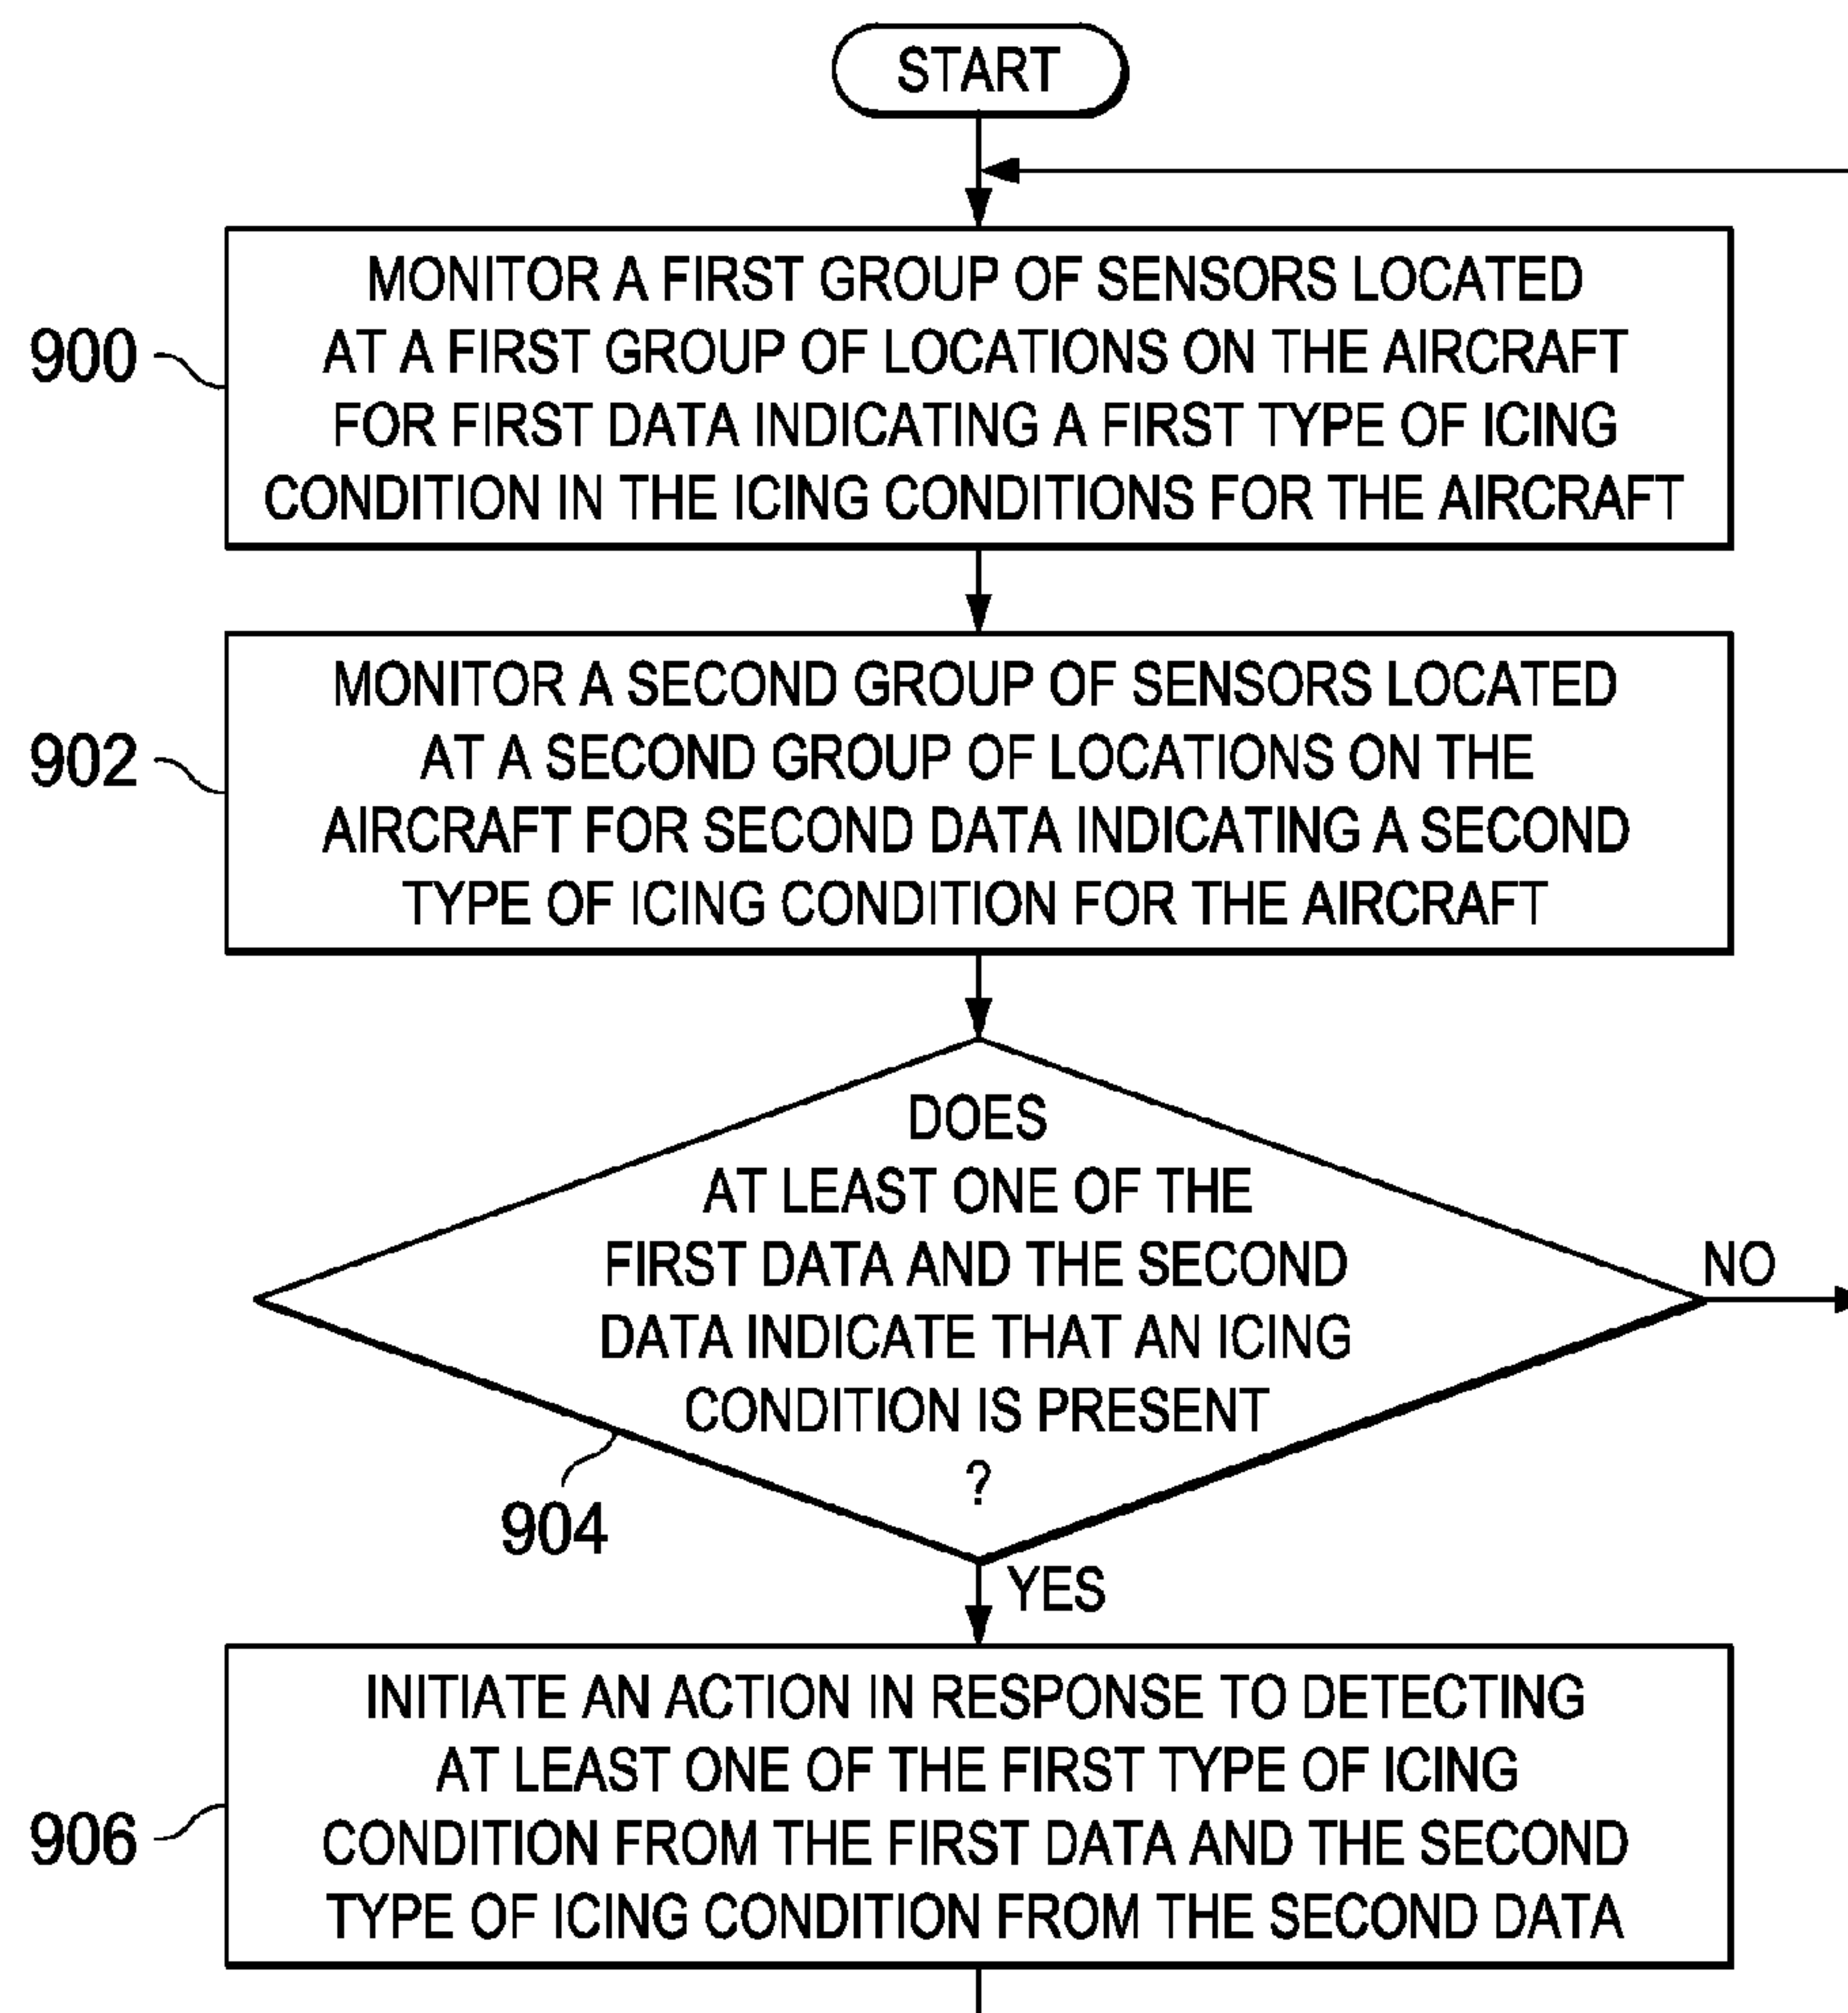 START
MONITOR A FIRST GROUP OF SENSORS LOCATED
AT A FIRST GROUP OF LOCATIONS ON THE AIRCRAFT
FOR FIRST DATA INDICATING A FIRST TYPE OF ICING
CONDITION IN THE ICING CONDITIONS FOR THE AIRCRAFT
900
MONITOR A SECOND GROUP OF SENSORS LOCATED
AT A SECOND GROUP OF LOCATIONS ON THE
AIRCRAFT FOR SECOND DATA INDICATING A SECOND
TYPE OF ICING CONDITION FOR THE AIRCRAFT
902
DOES
AT LEAST ONE OF THE
FIRST DATA AND THE SECOND
DATA INDICATE THAT AN ICING
CONDITION IS PRESENT
?
NO
904
YES
INITIATE AN ACTION IN RESPONSE TO DETECTING
AT LEAST ONE OF THE FIRST TYPE OF ICING
CONDITION FROM THE FIRST DATA AND THE SECOND
TYPE OF ICING CONDITION FROM THE SECOND DATA
906